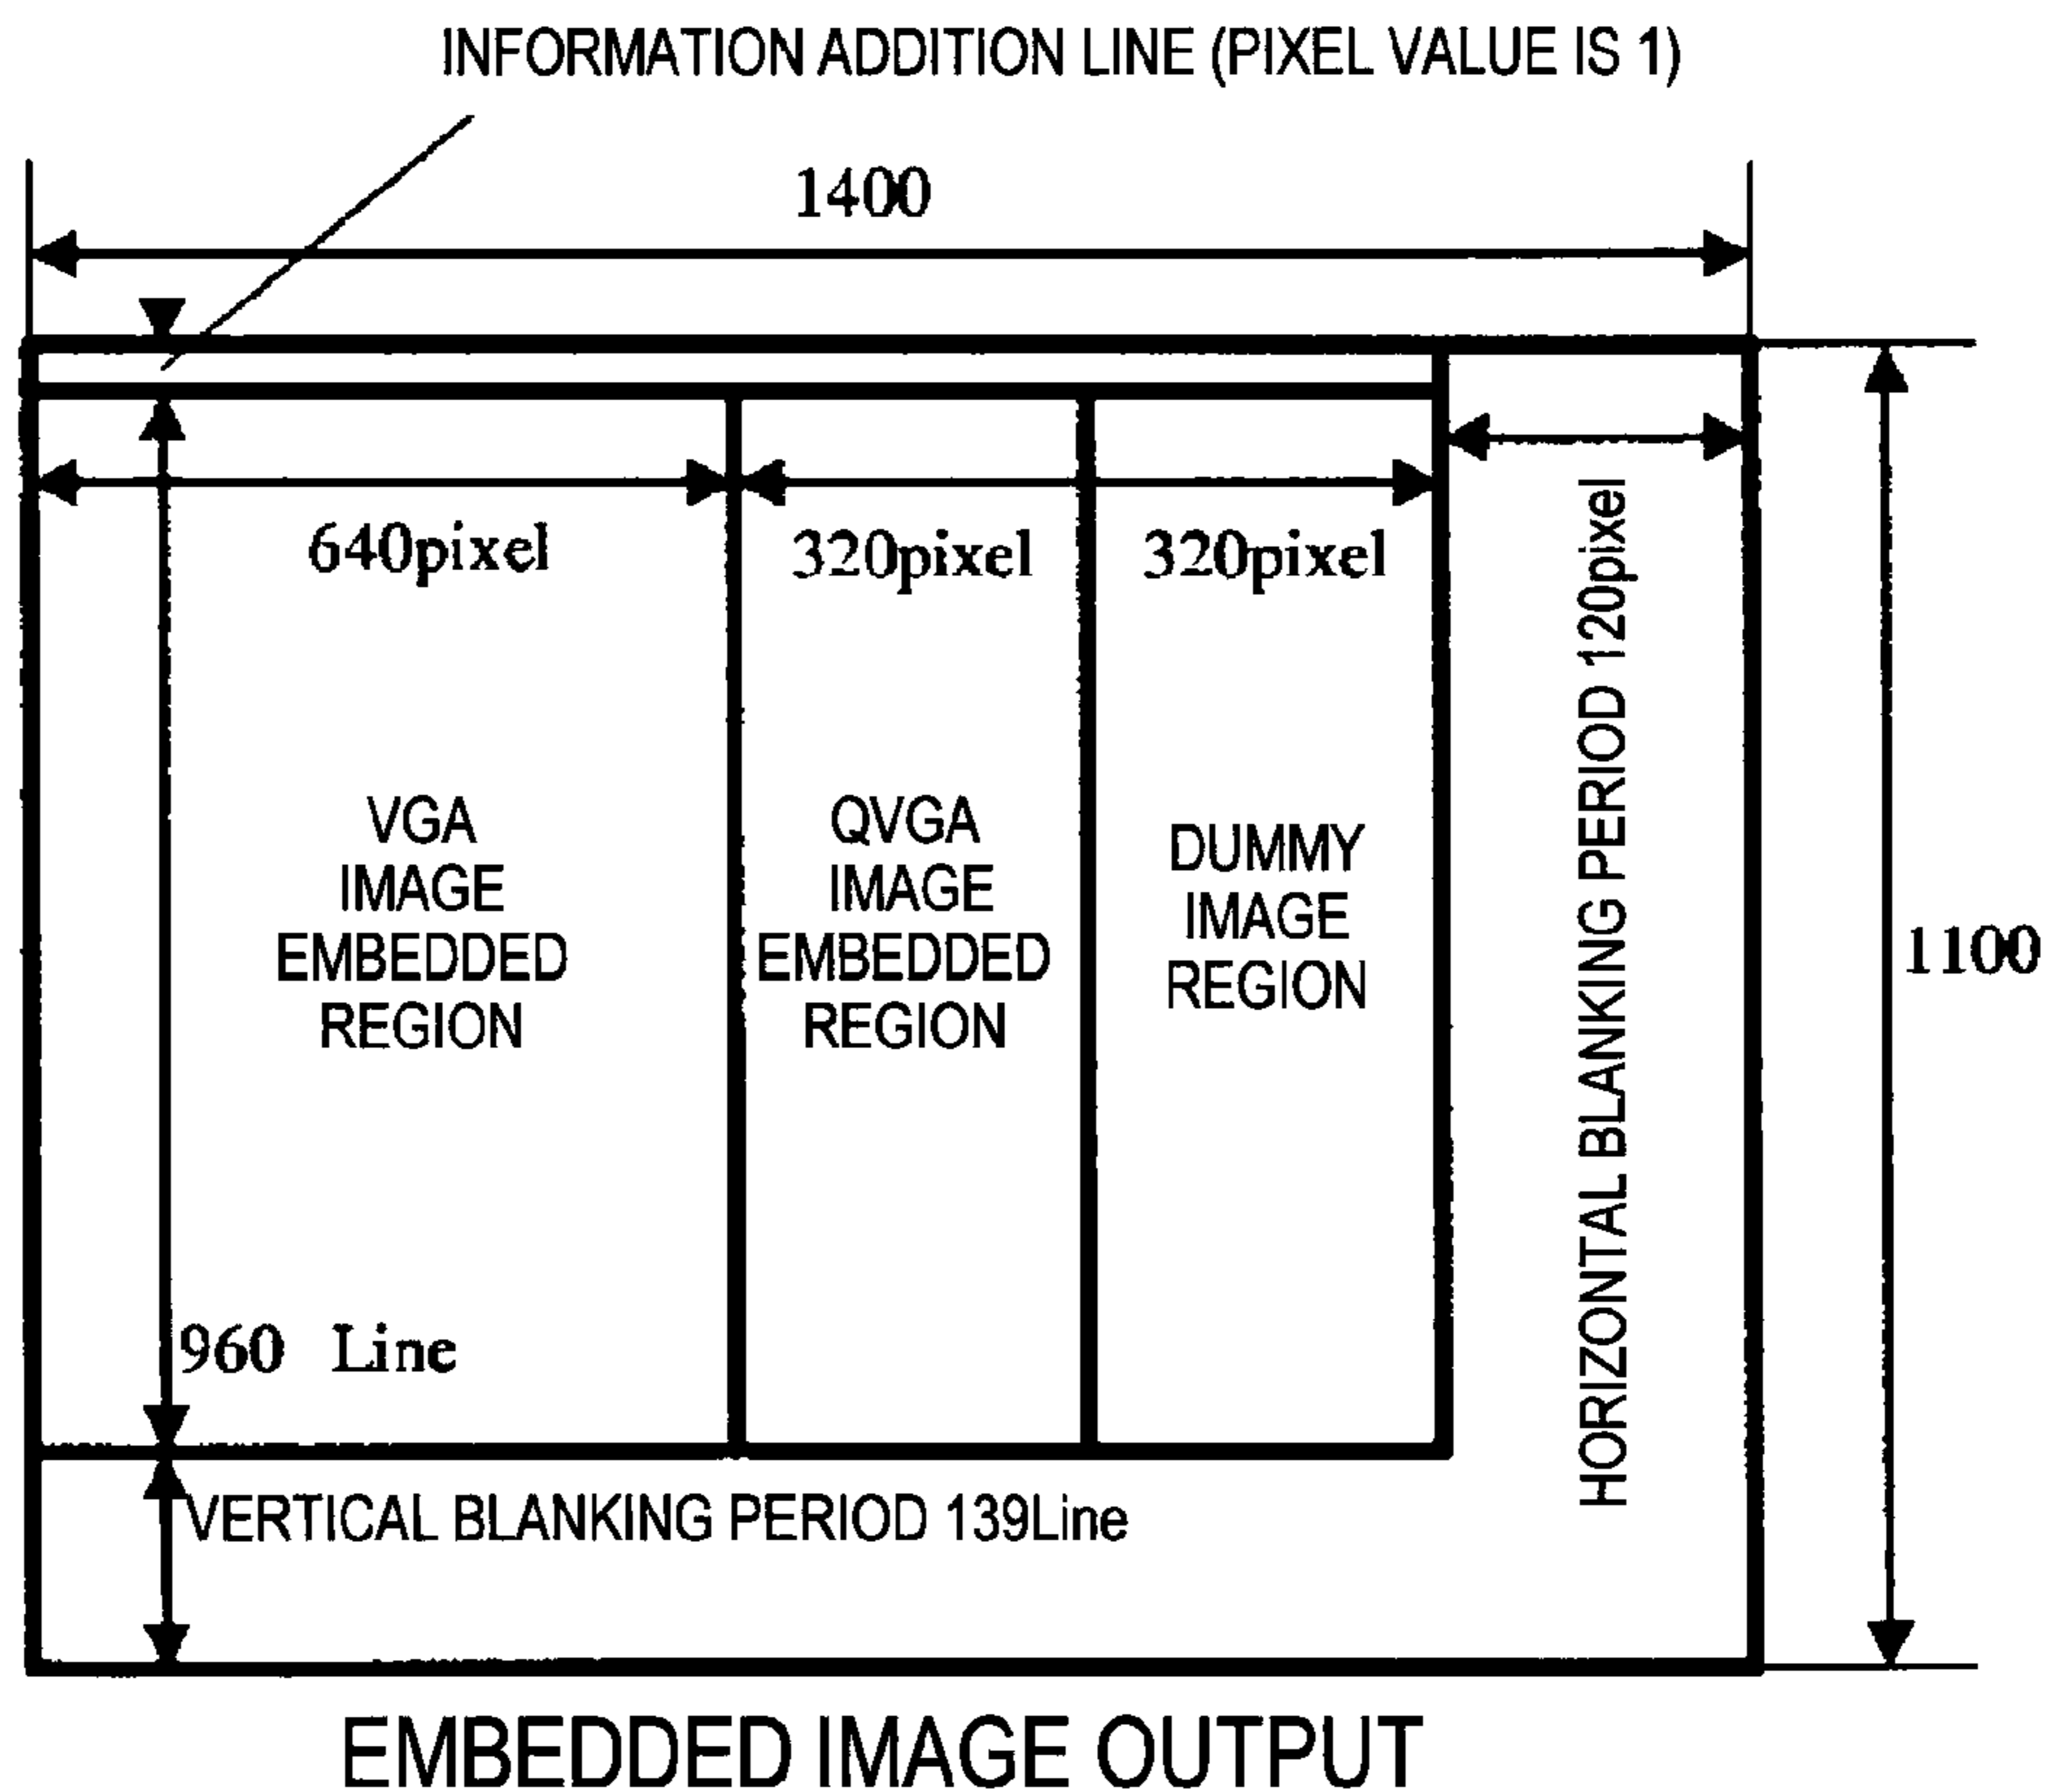 INFORMATION ADDITION LINE (PIXEL VALUE IS 1)
1400
640pixel
320pixel
320pixel
VGA
IMAGE
EMBEDDED
REGION
QVGA
IMAGE
EMBEDDED
REGION
DUMMY
IMAGE
REGION
HORIZONTAL BLANKING PERIOD 120pixel
1100
960 Line
VERTICAL BLANKING PERIOD 139Line
EMBEDDED IMAGE OUTPUT